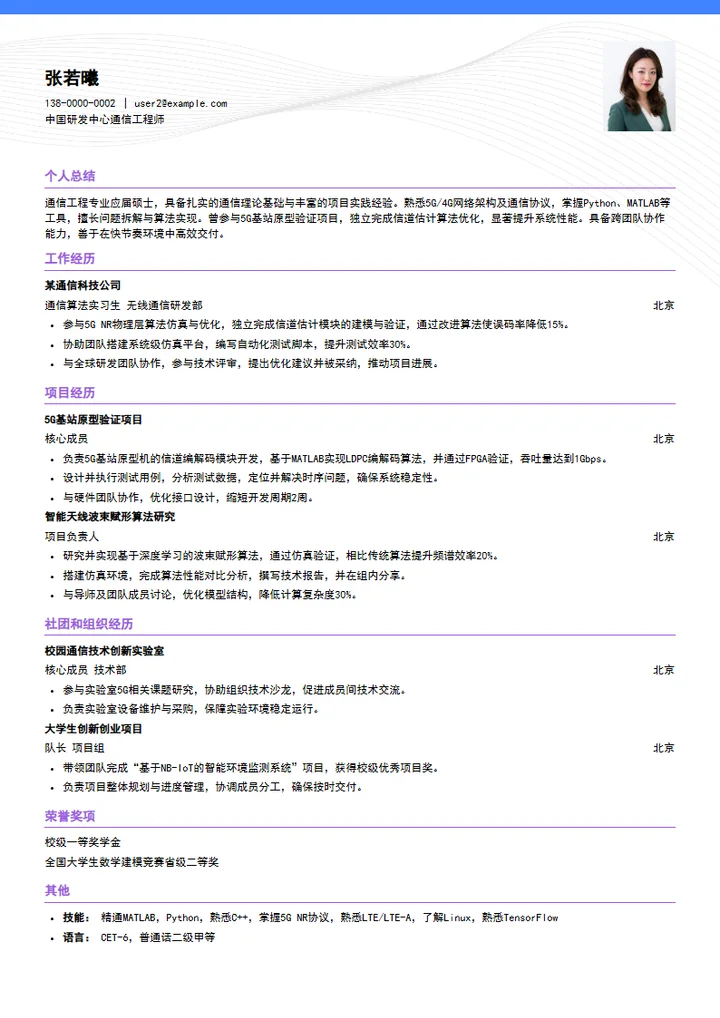 张若曦
138-0000-0002 | user2@example.com
中国研发中心通信工程师
个人总结
通信工程专业应届硕士，具备扎实的通信理论基础与丰富的项目实践经验。熟悉5G/4G网络架构及通信协议，掌握Python、MATLAB等
工具，擅长问题拆解与算法实现。曾参与5G基站原型验证项目，独立完成信道估计算法优化，显著提升系统性能。具备跨团队协作
能力，善于在快节奏环境中高效交付。
工作经历
某通信科技公司
通信算法实习生 无线通信研发部 北京
• 参与5G NR物理层算法仿真与优化，独立完成信道估计模块的建模与验证，通过改进算法使误码率降低15%。
• 协助团队搭建系统级仿真平台，编写自动化测试脚本，提升测试效率30%。
• 与全球研发团队协作，参与技术评审，提出优化建议并被采纳，推动项目进展。
项目经历
5G基站原型验证项目
核心成员 北京
• 负责5G基站原型机的信道编解码模块开发，基于MATLAB实现LDPC编解码算法，并通过FPGA验证，吞吐量达到1Gbps。
• 设计并执行测试用例，分析测试数据，定位并解决时序问题，确保系统稳定性。
• 与硬件团队协作，优化接口设计，缩短开发周期2周。
智能天线波束赋形算法研究
项目负责人 北京
• 研究并实现基于深度学习的波束赋形算法，通过仿真验证，相比传统算法提升频谱效率20%。
• 搭建仿真环境，完成算法性能对比分析，撰写技术报告，并在组内分享。
• 与导师及团队成员讨论，优化模型结构，降低计算复杂度30%。
社团和组织经历
校园通信技术创新实验室
核心成员 技术部 北京
• 参与实验室5G相关课题研究，协助组织技术沙龙，促进成员间技术交流。
• 负责实验室设备维护与采购，保障实验环境稳定运行。
大学生创新创业项目
队长 项目组 北京
• 带领团队完成“基于NB-IoT的智能环境监测系统”项目，获得校级优秀项目奖。
• 负责项目整体规划与进度管理，协调成员分工，确保按时交付。
荣誉奖项
校级一等奖学金
全国大学生数学建模竞赛省级二等奖
其他
• 技能： 精通MATLAB，Python，熟悉C++，掌握5G NR协议，熟悉LTE/LTE-A，了解Linux，熟悉TensorFlow
• 语言： CET-6，普通话二级甲等